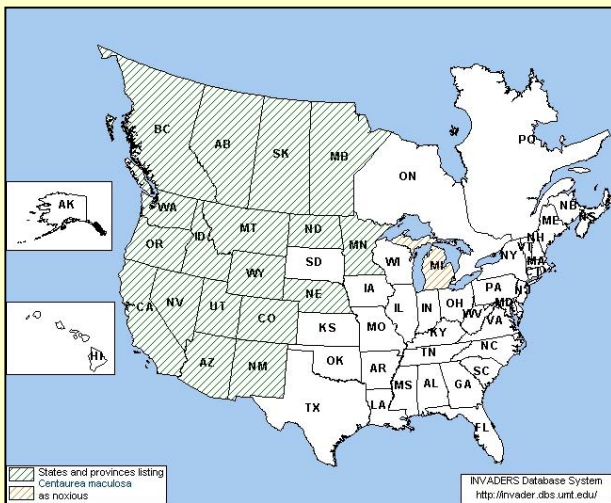 BC
AB
SK
MB
ON
PQ
NB
NS
AK
WA
MT
ND
MN
ME
OR
ID
SD
WI
MI
NY
VT
NH
MA
CT
WY
IA
PA
NJ
NE
IL
IN
OH
MD
CA
NV
UT
CO
WV
VA
HI
KS
MO
KY
NC
TN
AZ
NM
OK
AR
SC
MS
AL
GA
LA
TX
FL
States and provinces listing
Centaurea maculosa
as noxious
INVADERS Database System
http://invader.dbs.umt.edu/